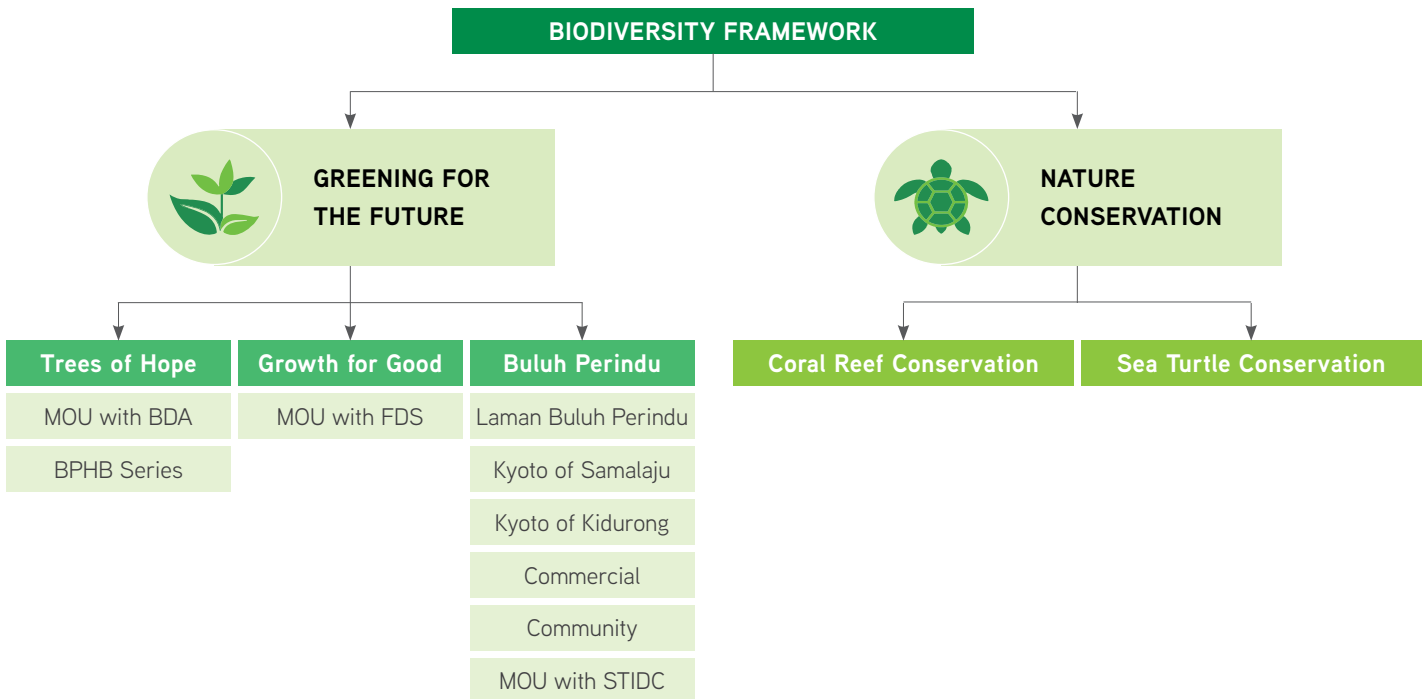 BIODIVERSITY FRAMEWORK
GREENING FOR
THE FUTURE
NATURE
CONSERVATION
Trees of Hope
MOU with BDA
BPHB Series
Growth for Good
MOU with FDS
Buluh Perindu
Laman Buluh Perindu
Kyoto of Samalaju
Kyoto of Kidurong
Commercial
Community
MOU with STIDC
Coral Reef Conservation
Sea Turtle Conservation